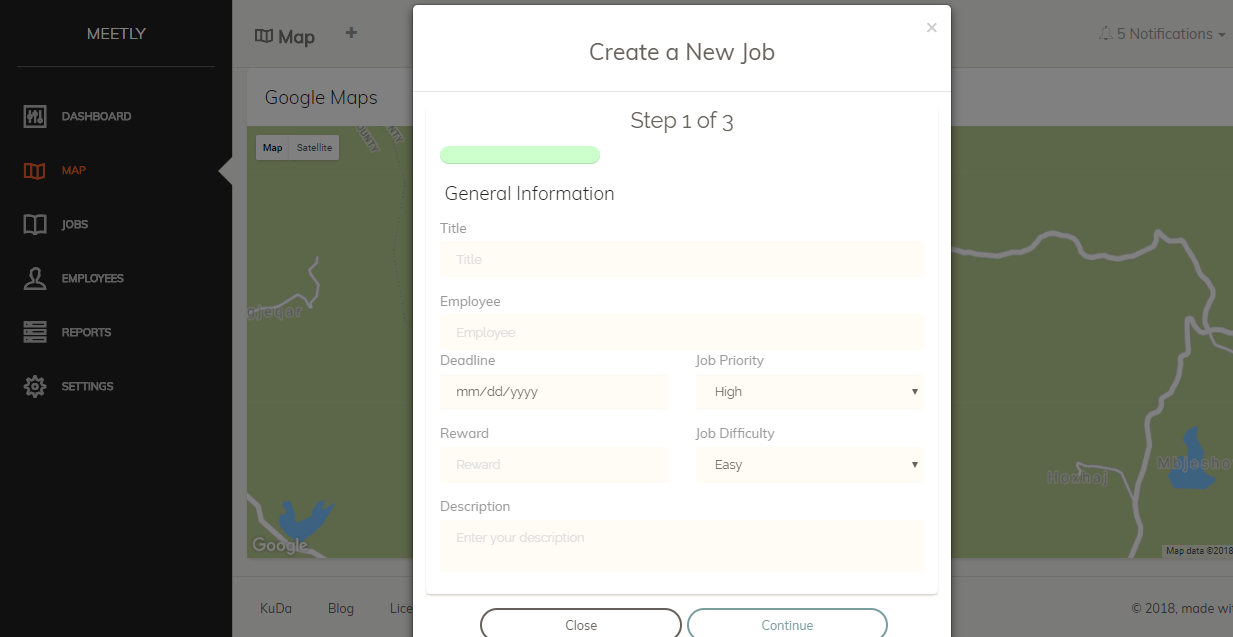 MEETLY
DASHBOARD
MAP
JOBS
EMPLOYEES
REPORTS
SETTINGS
Map +
5 Notifications
Google Maps
Map Satellite
Google
Hoxhaj
Map data ©2018
KuDa Blog
© 2018, made
×
Create a New Job
Step 1 of 3
General Information
Title
Title
Employee
Employee
Deadline Job Priority
mm/dd/yyyy High
Reward Job Difficulty
Reward Easy
Description
Enter your description
Close Continue